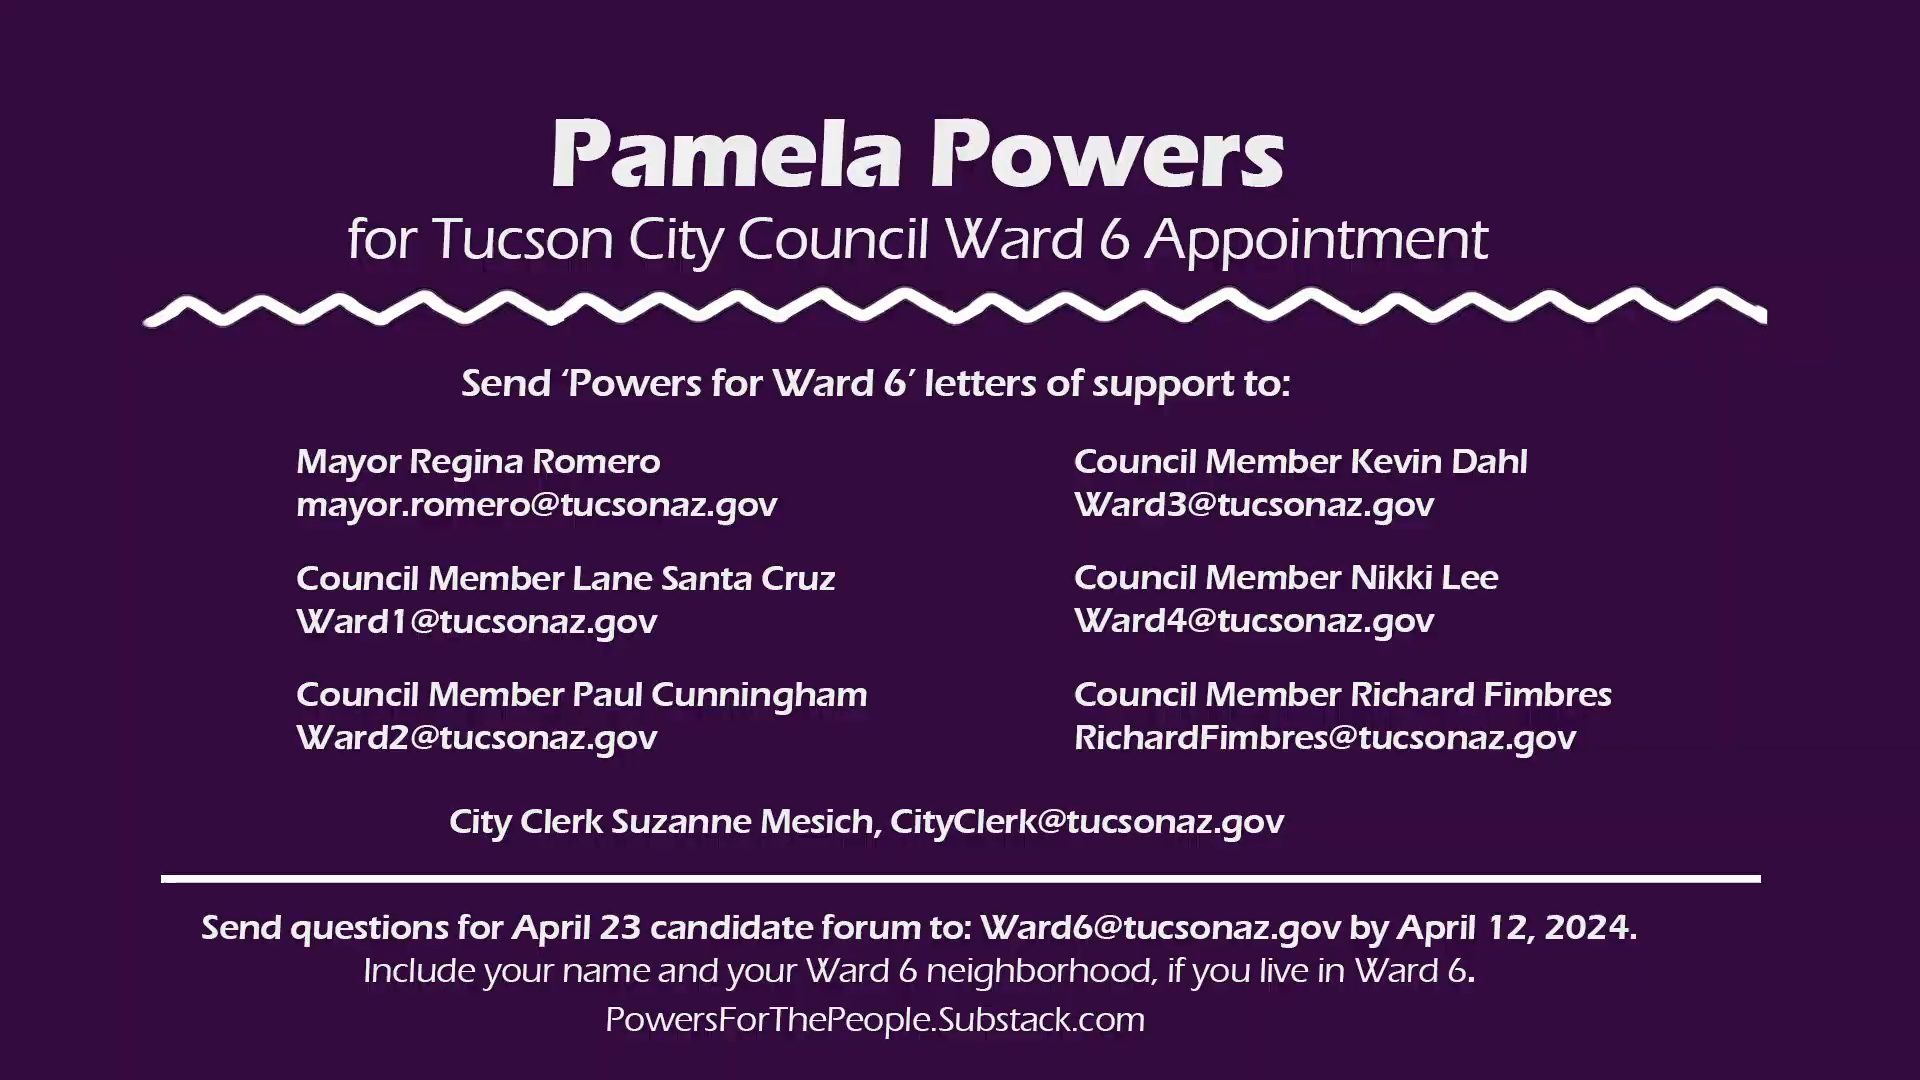 Pamela Powers
for Tucson City Council Ward 6 Appointment
Send ‘Powers for Ward 6’ letters of support to:
Mayor Regina Romero
mayor.romero@tucsonaz.gov
Council Member Lane Santa Cruz
Ward1@tucsonaz.gov
Council Member Paul Cunningham
Ward2@tucsonaz.gov
Council Member Kevin Dahl
Ward3@tucsonaz.gov
Council Member Nikki Lee
Ward4@tucsonaz.gov
Council Member Richard Fimbres
RichardFimbres@tucsonaz.gov
City Clerk Suzanne Mesich, CityClerk@tucsonaz.gov
Send questions for April 23 candidate forum to: Ward6@tucsonaz.gov by April 12, 2024.
Include your name and your Ward 6 neighborhood, if you live in Ward 6.
PowersForThePeople.Substack.com